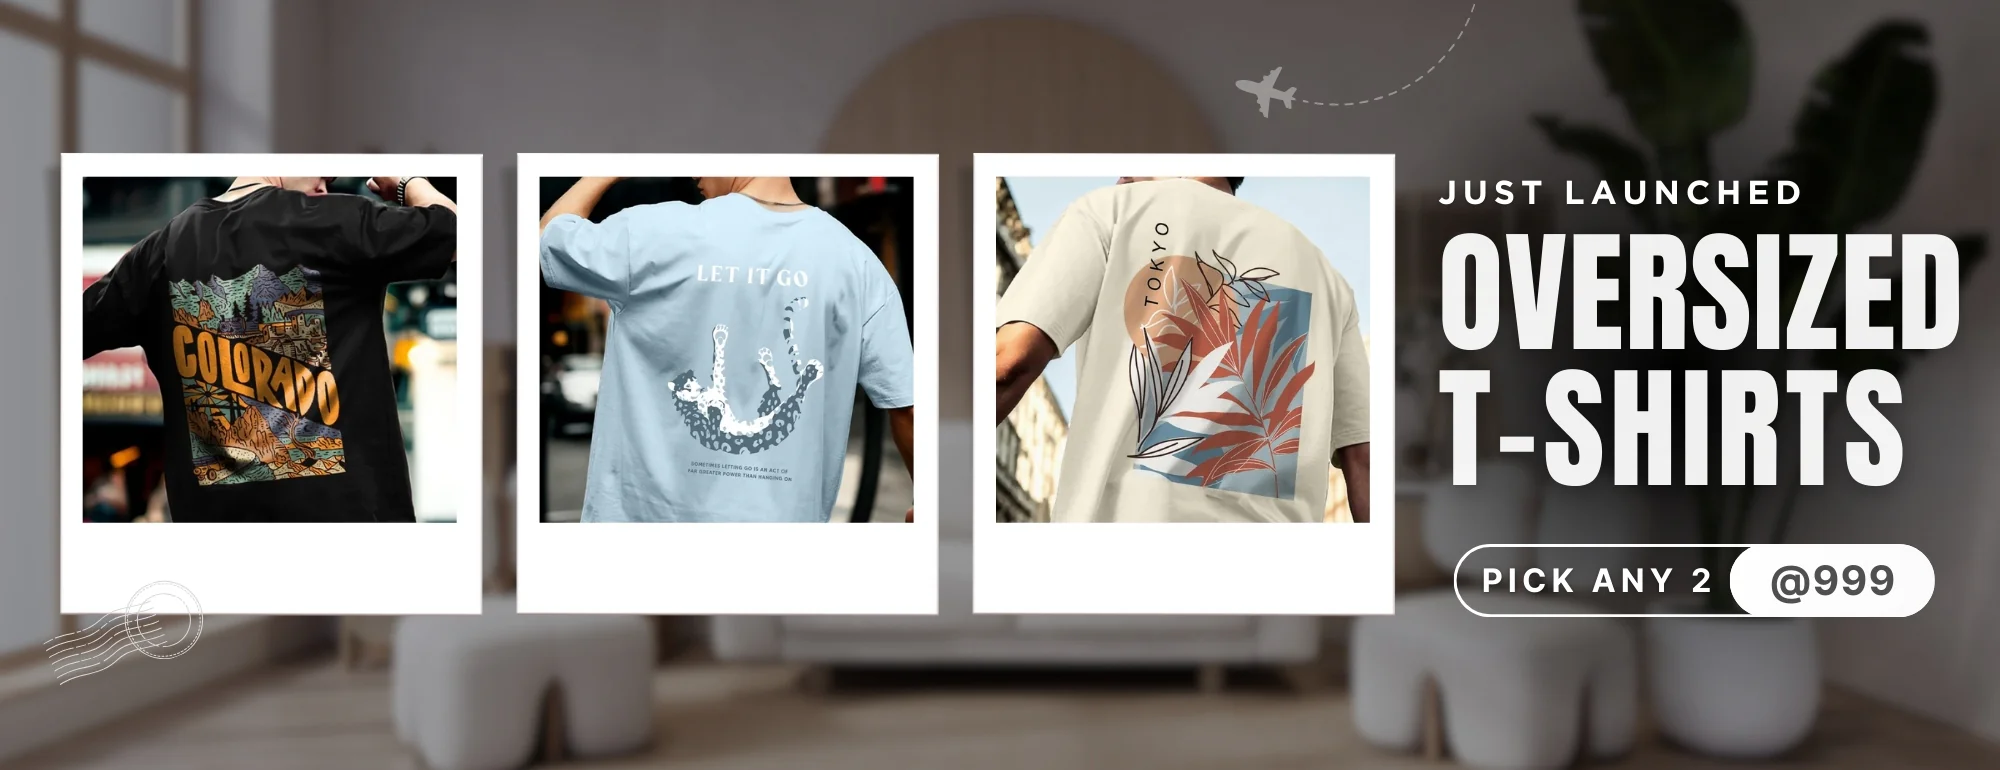 COLORADO
LET IT GO
SOMETIMES LETTING GO IS AN ACT OF
FAR GREATER POWER THAN HANGING ON
TOKYO
JUST LAUNCHED
OVERSIZED
T-SHIRTS
PICK ANY 2 @999